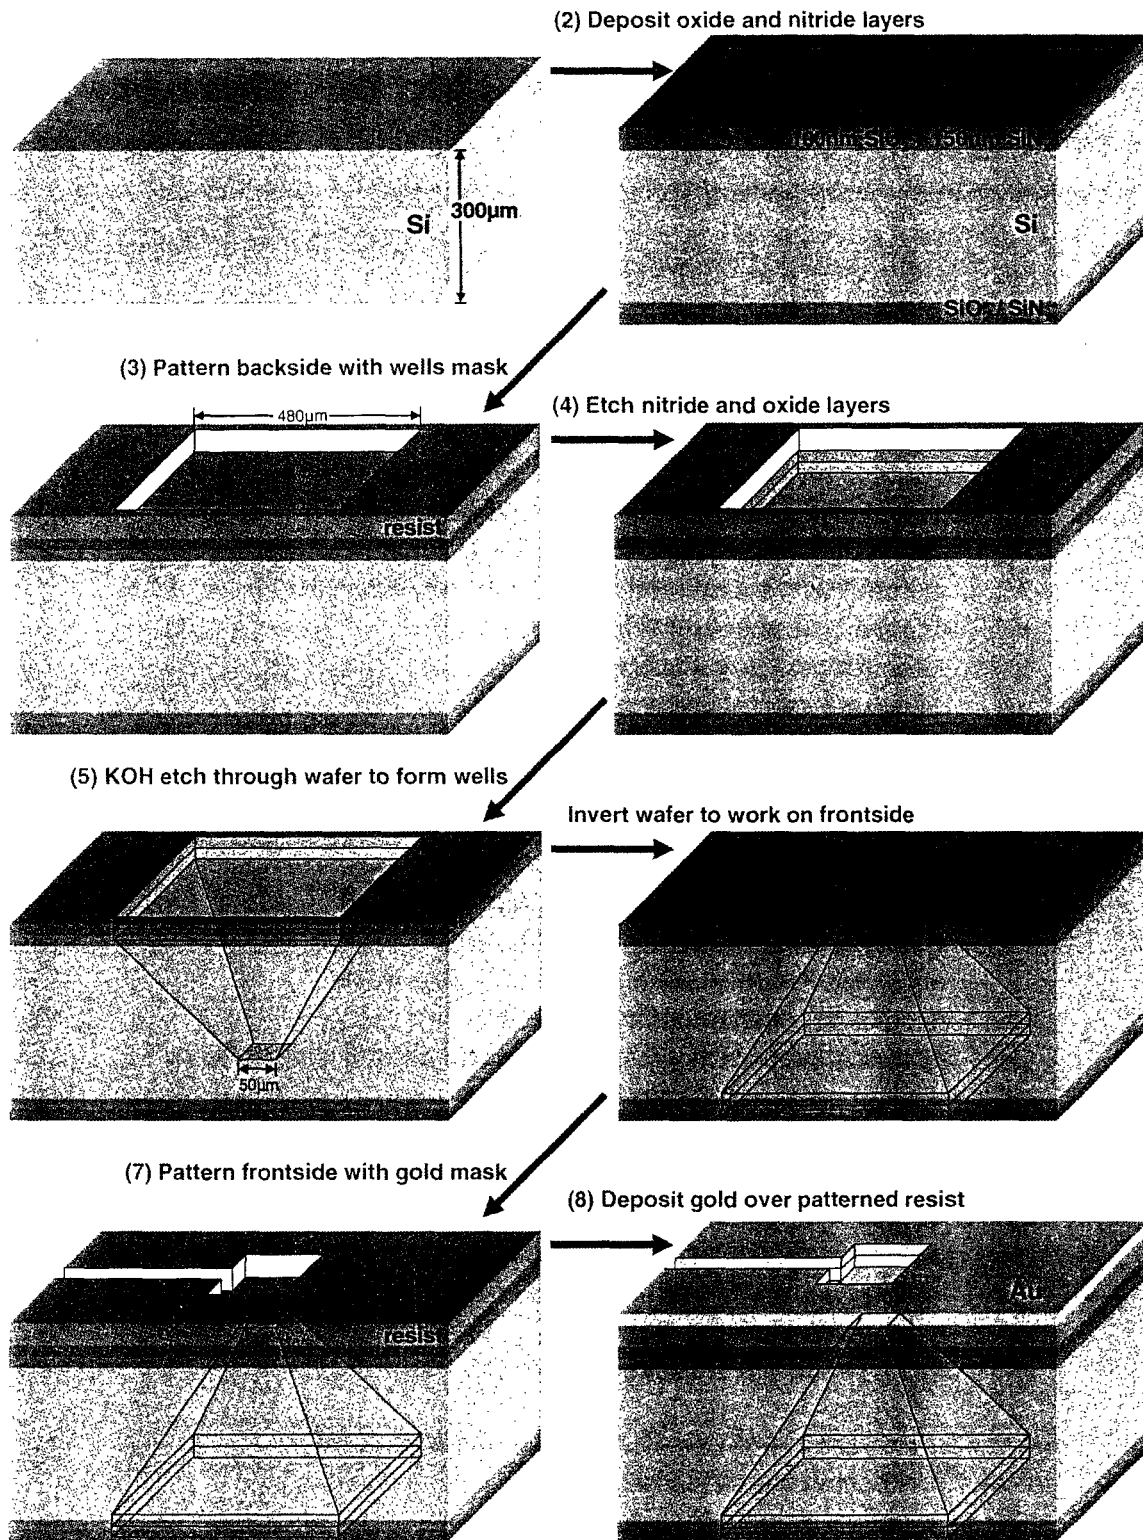 (2) Deposit oxide and nitride layers
Si
300µm
Si
(3) Pattern backside with wells mask
480µm
resist
(4) Etch nitride and oxide layers
(5) KOH etch through wafer to form wells
50µm
Invert wafer to work on frontside
(7) Pattern frontside with gold mask
resist
(8) Deposit gold over patterned resist
Au